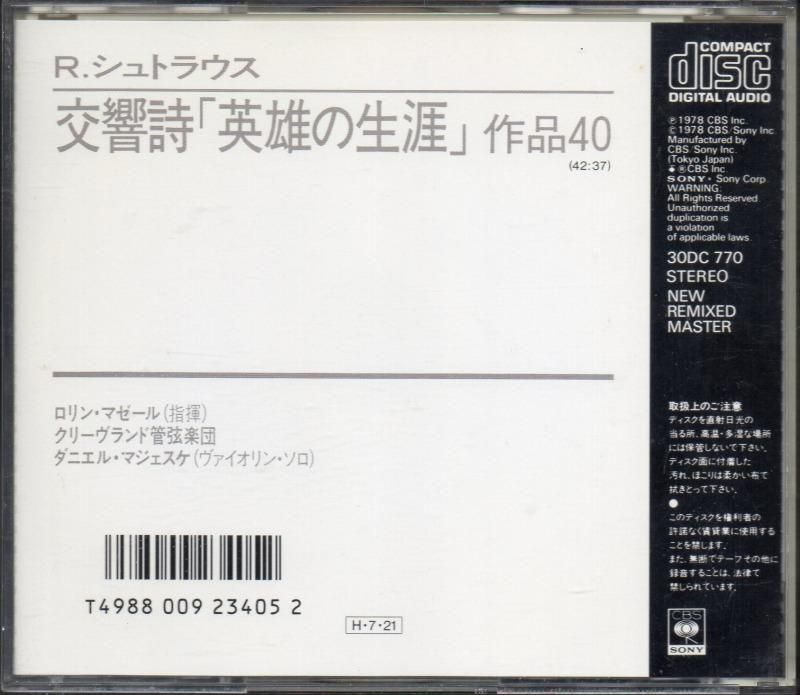 R.シュトラウス
交響詩「英雄の生涯」作品40
(42:37)
ロリン・マゼール(指揮)
クリーヴランド管弦楽団
ダニエル・マジェスケ(ヴァイオリン・ソロ)
T4988 009 23405 2
H・7・21
COMPACT
disc
DIGITAL AUDIO
℗1978 CBS Inc.
©1978 CBS/Sony Inc.
Manufactured by
CBS/Sony Inc.
(Tokyo Japan)
®CBS Inc.
SONY・Sony Corp.
WARNING:
All Rights Reserved.
Unauthorized
duplication is
a violation
of applicable laws.
30DC 770
STEREO
NEW
REMIXED
MASTER
取扱上のご注意
ディスクを直射日光の
当る所、高温・多湿な場所
には保管しないで下さい。
ディスク面に付着した
汚れ、ほこりは柔かい布で
拭きとって下さい。
●
このディスクを権利者の
許諾なく賃貸業に使用する
ことを禁じます。
また、無断でテープその他に
録音することは、法律で
禁じられています。
CBS
SONY